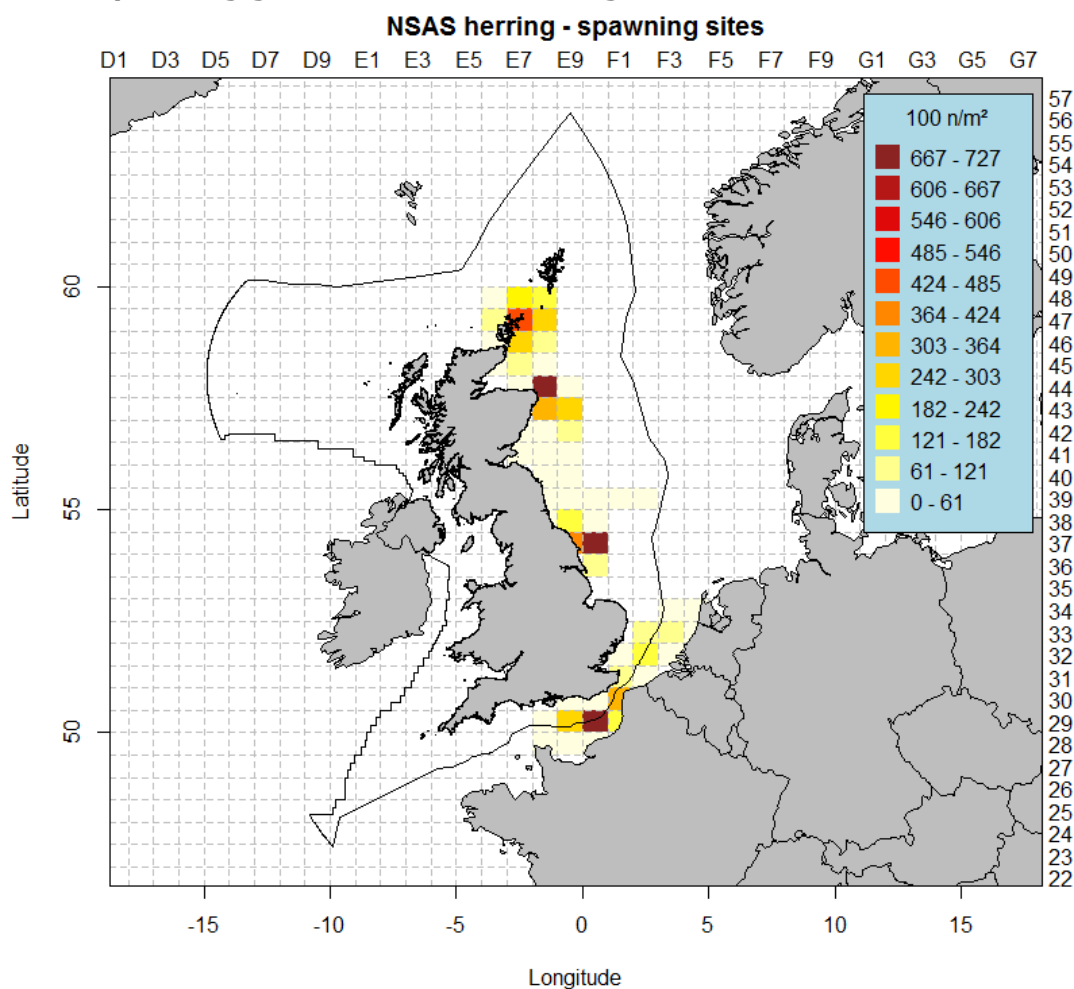 NSAS herring - spawning sites
D1 D3 D5 D7 D9 E1 E3 E5 E7 E9 F1 F3 F5 F7 F9 G1 G3 G5 G7
100 n/m²
667 - 727
606 - 667
546 - 606
485 - 546
424 - 485
364 - 424
303 - 364
242 - 303
182 - 242
121 - 182
61 - 121
0 - 61
57
56
55
54
53
52
51
50
49
48
47
46
45
44
43
42
41
40
39
38
37
36
35
34
33
32
31
30
29
28
27
26
25
24
23
22
60
55
50
Latitude
-15 -10 -5 0 5 10 15
Longitude